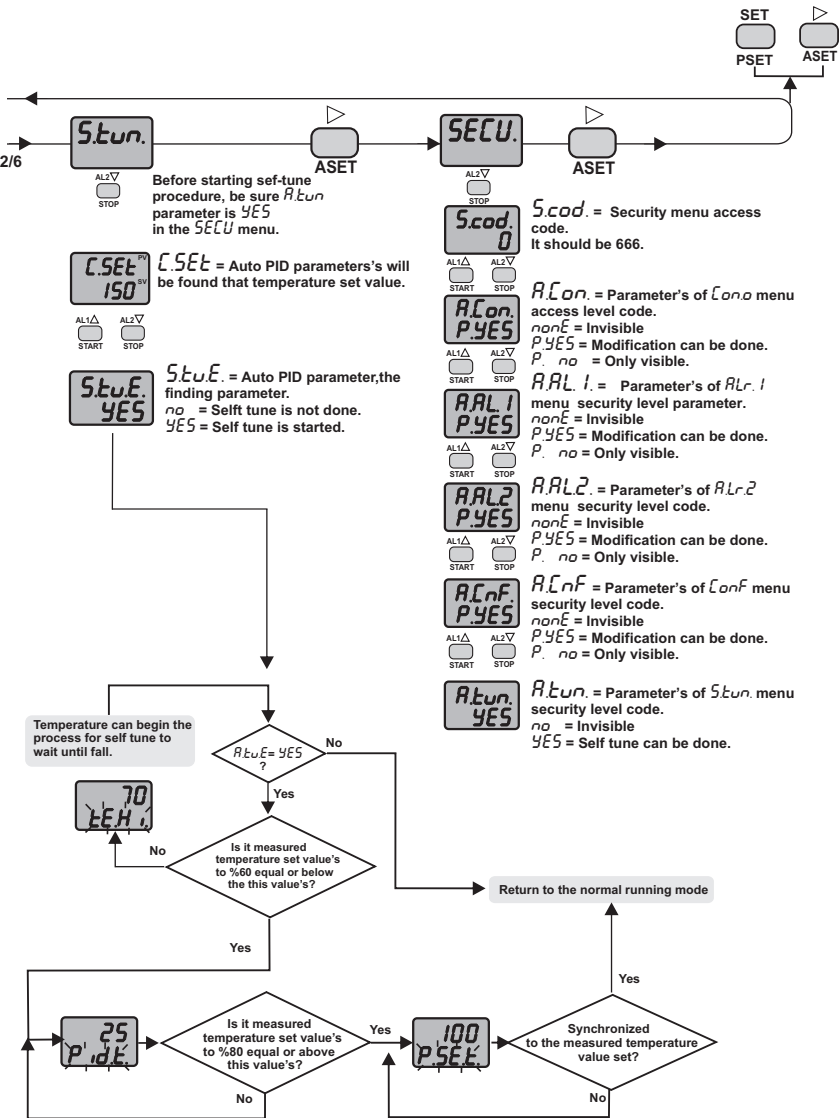 SET
PSET
ASET
2/6
S.tun.
AL2▽
STOP
Before starting sef-tune
procedure, be sure A.tun
parameter is YES
in the SECU menu.
ASET
C.SEt PV
150 SV
C.SEt = Auto PID parameters's will
be found that temperature set value.
AL1△ AL2▽
START STOP
S.tu.E.
YES
S.tu.E. = Auto PID parameter,the
finding parameter.
no = Selft tune is not done.
YES = Self tune is started.
SECU.
AL2▽
STOP
ASET
S.cod.
0
S.cod. = Security menu access
code.
It should be 666.
AL1△ AL2▽
START STOP
A.Con.
P.YES
A.Con. = Parameter's of Con.o menu
access level code.
nonE = Invisible
P.YES = Modification can be done.
P. no = Only visible.
AL1△ AL2▽
START STOP
A.AL.1
P.YES
A.AL.1. = Parameter's of ALr.1
menu security level parameter.
nonE = Invisible
P.YES = Modification can be done.
P. no = Only visible.
AL1△ AL2▽
START STOP
A.AL.2
P.YES
A.AL.2. = Parameter's of A.Lr.2
menu security level code.
nonE = Invisible
P.YES = Modification can be done.
P. no = Only visible.
AL1△ AL2▽
START STOP
A.CnF.
P.YES
A.CnF = Parameter's of ConF menu
security level code.
nonE = Invisible
P.YES = Modification can be done.
P. no = Only visible.
AL1△ AL2▽
START STOP
A.tun.
YES
A.tun. = Parameter's of S.tun. menu
security level code.
no = Invisible
YES = Self tune can be done.
Temperature can begin the
process for self tune to
wait until fall.
A.tu.E= YES
?
No
Yes
70
tE.Hi.
No
Is it measured
temperature set value's
to %60 equal or below
the this value's?
Yes
Return to the normal running mode
Yes
25
P.id.t.
Is it measured
temperature set value's
to %80 equal or above
this value's?
Yes
No
100
P.SEt.
Synchronized
to the measured temperature
value set?
No